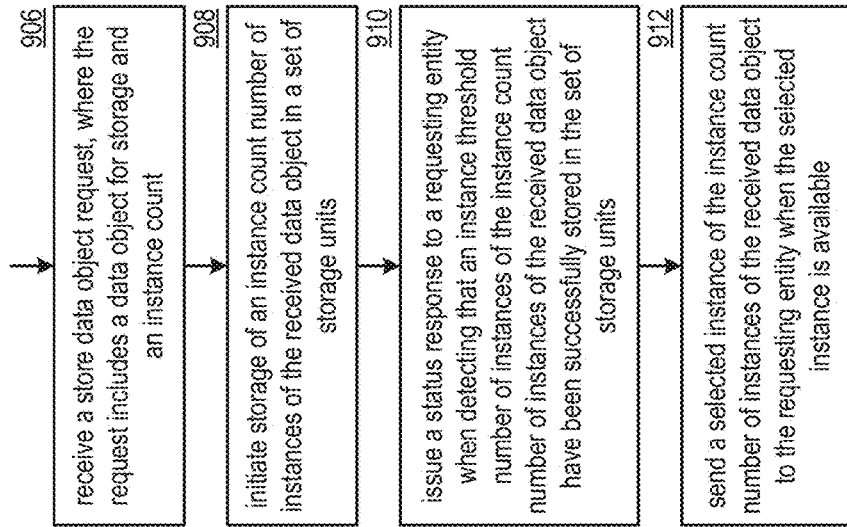 906
receive a store data object request, where the
request includes a data object for storage and
an instance count
908
initiate storage of an instance count number of
instances of the received data object in a set of
storage units
910
issue a status response to a requesting entity
when detecting that an instance threshold
number of instances of the instance count
number of instances of the received data object
have been successfully stored in the set of
storage units
912
send a selected instance of the instance count
number of instances of the received data object
to the requesting entity when the selected
instance is available